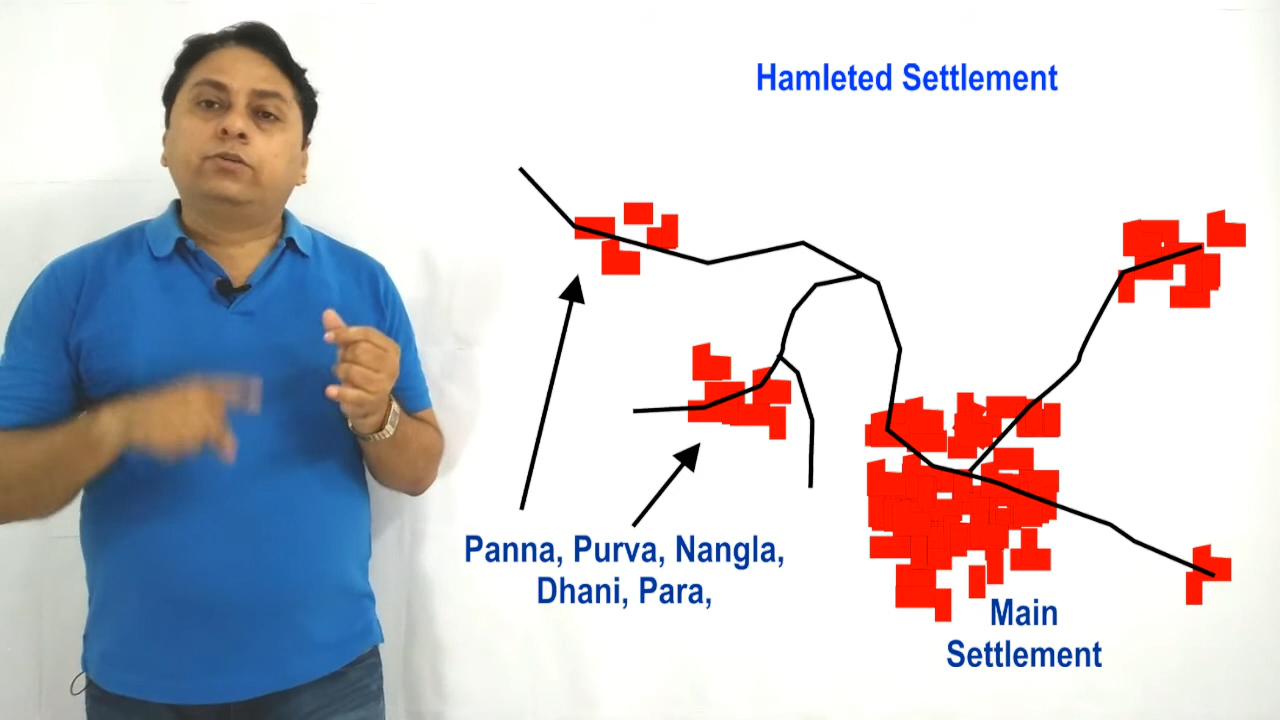 Hamleted Settlement
Panna, Purva, Nangla,
Dhani, Para,
Main
Settlement